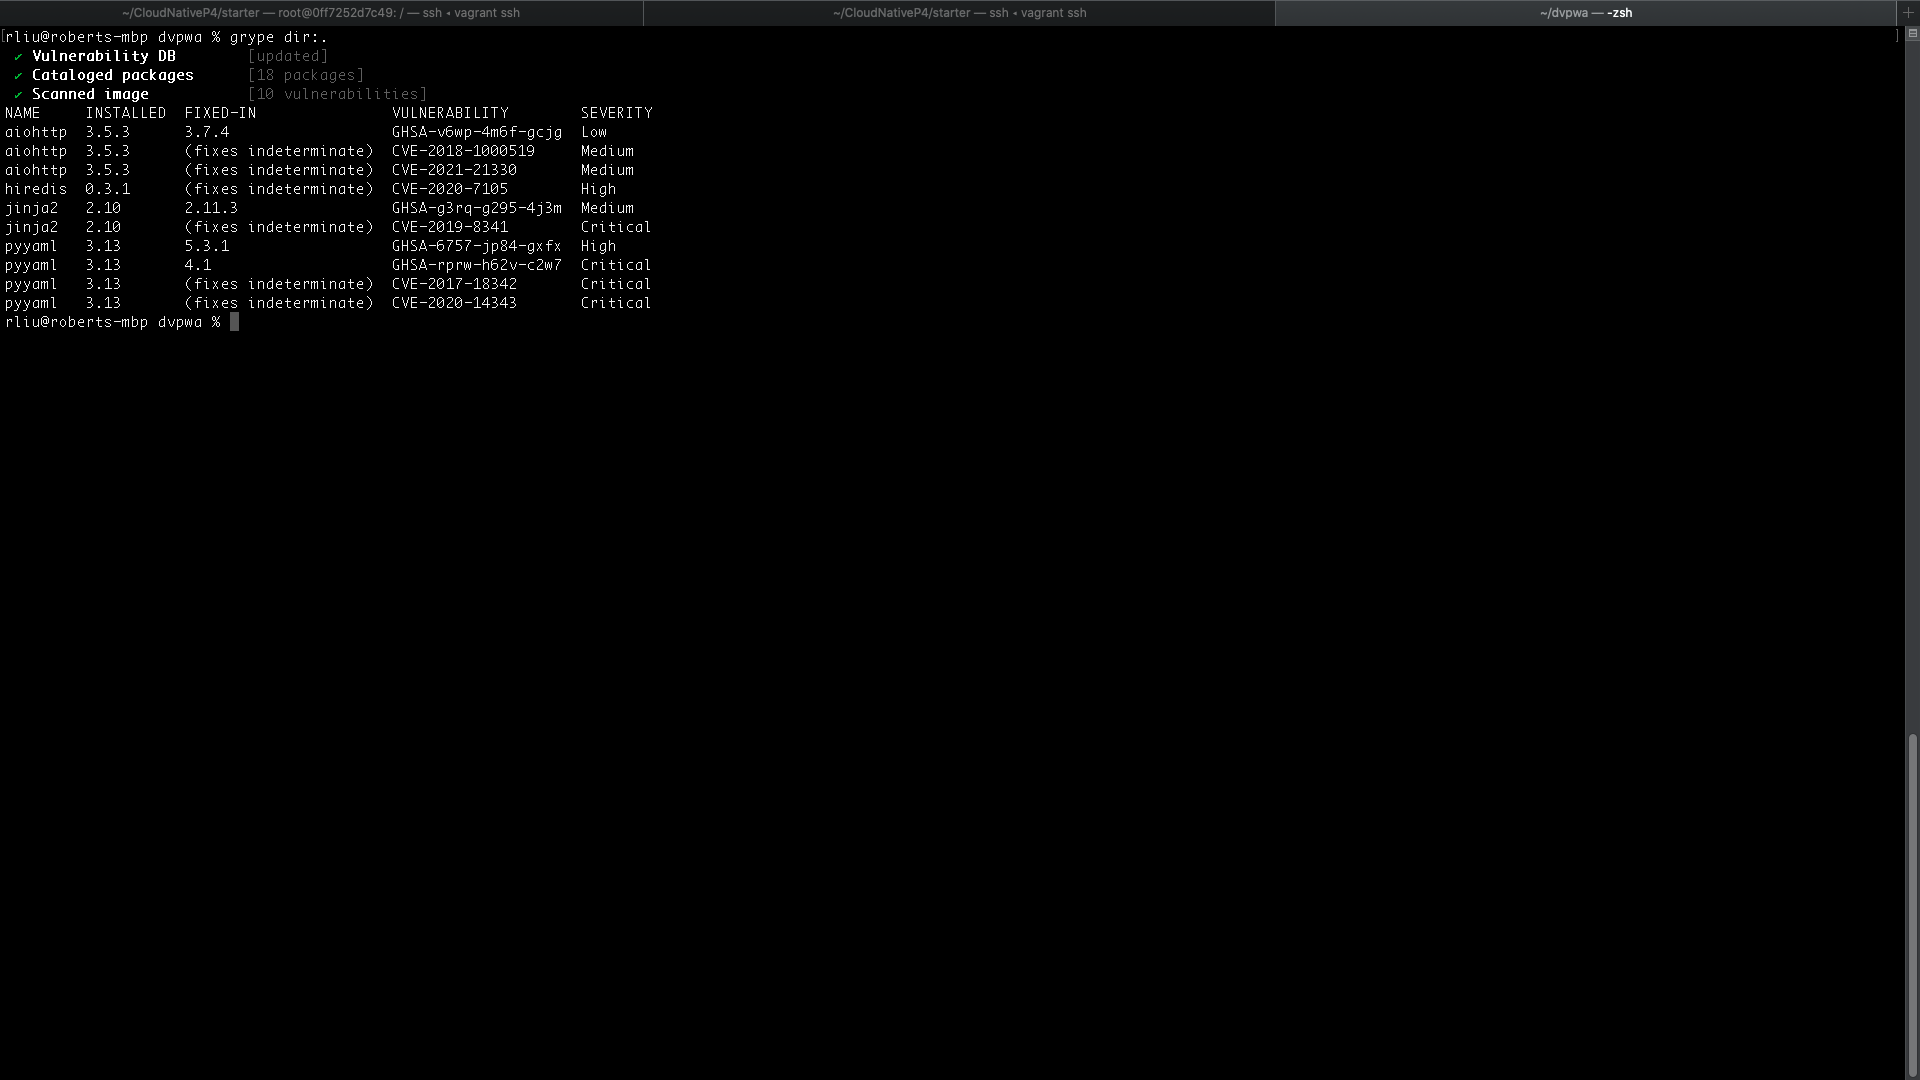 ~/CloudNativeP4/starter — root@0ff7252d7c49: / — ssh ◂ vagrant ssh
~/CloudNativeP4/starter — ssh ◂ vagrant ssh
~/dvpwa — -zsh
[rliu@roberts-mbp dvpwa % grype dir:. ]
✔ Vulnerability DB [updated]
✔ Cataloged packages [18 packages]
✔ Scanned image [10 vulnerabilities]
NAME INSTALLED FIXED-IN VULNERABILITY SEVERITY
aiohttp 3.5.3 3.7.4 GHSA-v6wp-4m6f-gcjg Low
aiohttp 3.5.3 (fixes indeterminate) CVE-2018-1000519 Medium
aiohttp 3.5.3 (fixes indeterminate) CVE-2021-21330 Medium
hiredis 0.3.1 (fixes indeterminate) CVE-2020-7105 High
jinja2 2.10 2.11.3 GHSA-g3rq-g295-4j3m Medium
jinja2 2.10 (fixes indeterminate) CVE-2019-8341 Critical
pyyaml 3.13 5.3.1 GHSA-6757-jp84-gxfx High
pyyaml 3.13 4.1 GHSA-rprw-h62v-c2w7 Critical
pyyaml 3.13 (fixes indeterminate) CVE-2017-18342 Critical
pyyaml 3.13 (fixes indeterminate) CVE-2020-14343 Critical
rliu@roberts-mbp dvpwa %